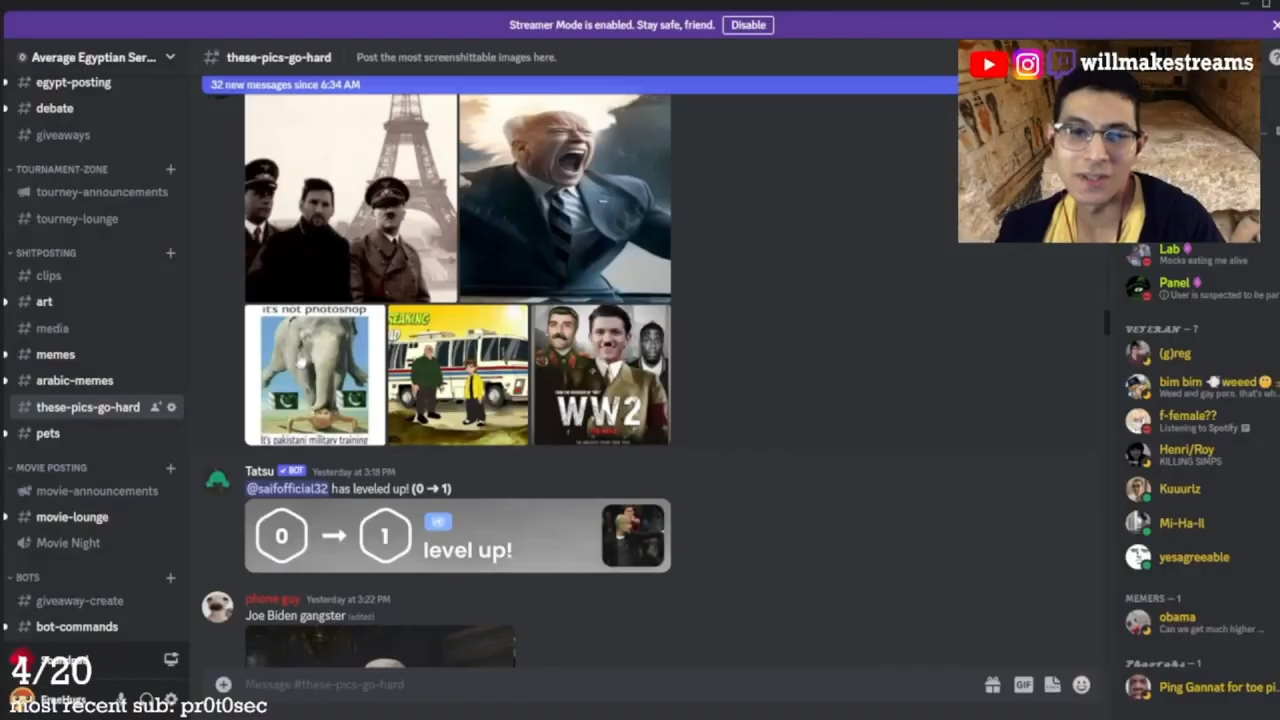 Streamer Mode is enabled. Stay safe, friend.
Disable
Average Egyptian Ser...
these-pics-go-hard
Post the most screenshittable images here.
32 new messages since 6:34 AM
willmakestreams
egypt-posting
debate
giveaways
TOURNAMENT-ZONE
tourney-announcements
tourney-lounge
SH!TPOSTING
clips
art
media
memes
arabic-memes
these-pics-go-hard
pets
MOVIE POSTING
movie-announcements
movie-lounge
Movie Night
BOTS
giveaway-create
bot-commands
4/20
most recent sub: pr0t0sec
it's not photoshop
It's pakistani military training
WW2
Tatsu
BOT
Yesterday at 3:18 PM
@saifofficial32 has leveled up! (0 → 1)
0
1
level up!
phone guy
Yesterday at 3:22 PM
Joe Biden gangster (edited)
Message #these-pics-go-hard
GIF
Lab
Mocks eating me alive
Panel
User is suspected to be par
VETERAN – 7
(g)reg
bim bim
weeed
Weed and gay porn, that's wh...
f-female??
Listening to Spotify
Henri/Roy
KILLING SIMPS
Kuuurlz
Mi-Ha-Il
yesagreeable
MEMERS – 1
obama
Can we get much higher ...
Pharaohs – 1
Ping Gannat for toe pi...